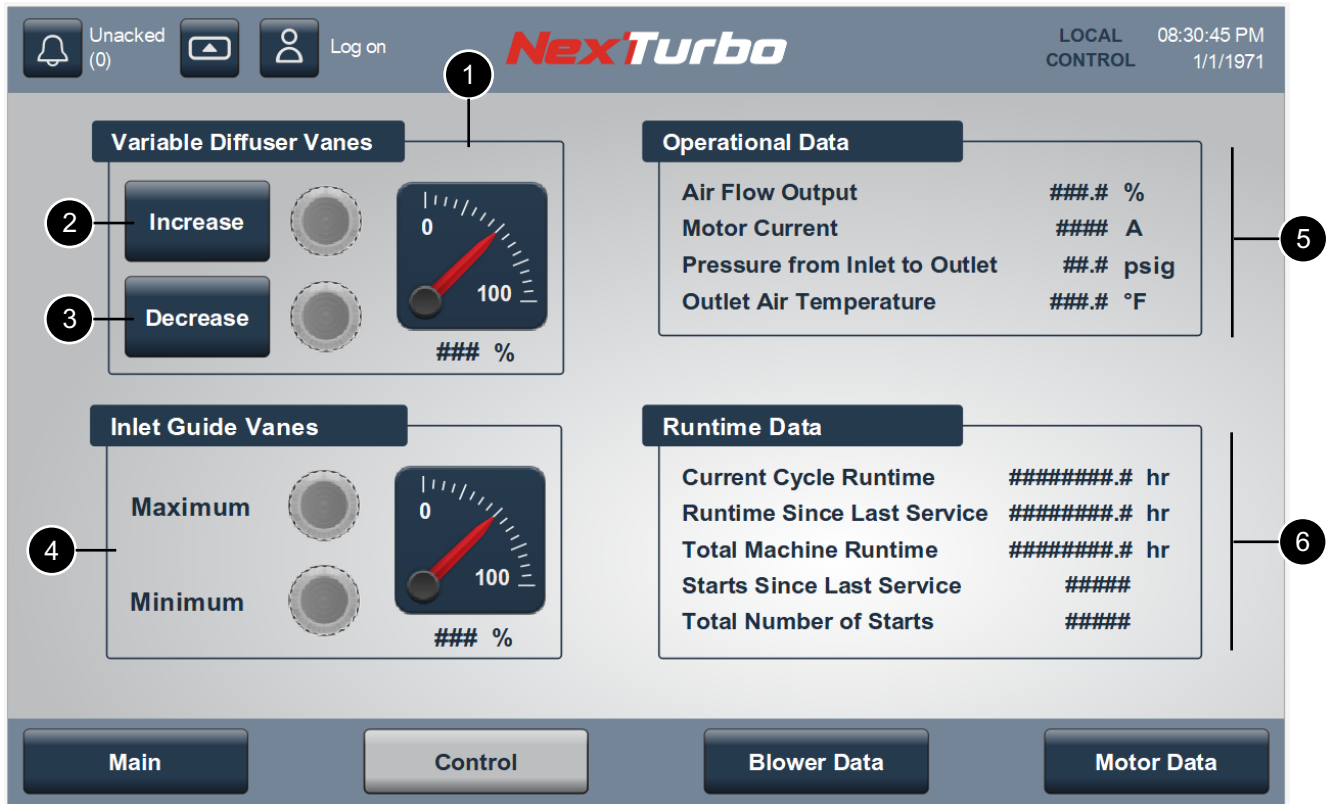 Unacked
(0)
Log on
NexTurbo
LOCAL
CONTROL
08:30:45 PM
1/1/1971
1
Variable Diffuser Vanes
2
Increase
3
Decrease
0
100
### %
Operational Data
Air Flow Output ###.# %
Motor Current #### A
Pressure from Inlet to Outlet ##.# psig
Outlet Air Temperature ###.# °F
5
Inlet Guide Vanes
4
Maximum
Minimum
0
100
### %
Runtime Data
Current Cycle Runtime ########.# hr
Runtime Since Last Service ########.# hr
Total Machine Runtime ########.# hr
Starts Since Last Service #####
Total Number of Starts #####
6
Main
Control
Blower Data
Motor Data